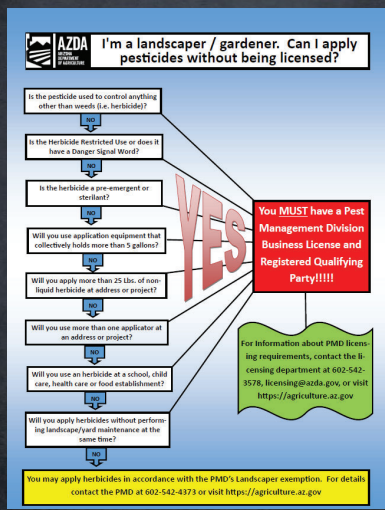 AZDA
ARIZONA
DEPARTMENT
OF AGRICULTURE
I'm a landscaper / gardener. Can I apply
pesticides without being licensed?
Is the pesticide used to control anything
other than weeds (i.e. herbicide)?
NO
Is the Herbicide Restricted Use or does it
have a Danger Signal Word?
NO
Is the herbicide a pre-emergent or
sterilant?
NO
Will you use application equipment that
collectively holds more than 5 gallons?
NO
Will you apply more than 25 Lbs. of non-
liquid herbicide at address or project?
NO
Will you use more than one applicator at
an address or project?
NO
Will you use an herbicide at a school, child
care, health care or food establishment?
NO
Will you apply herbicides without perform-
ing landscape/yard maintenance at the
same time?
NO
YES
You MUST have a Pest
Management Division
Business License and
Registered Qualifying
Party!!!!!
For Information about PMD licens-
ing requirements, contact the li-
censing department at 602-542-
3578, licensing@azda.gov, or visit
https://agriculture.az.gov
You may apply herbicides in accordance with the PMD's Landscaper exemption. For details
contact the PMD at 602-542-4373 or visit https://agriculture.az.gov